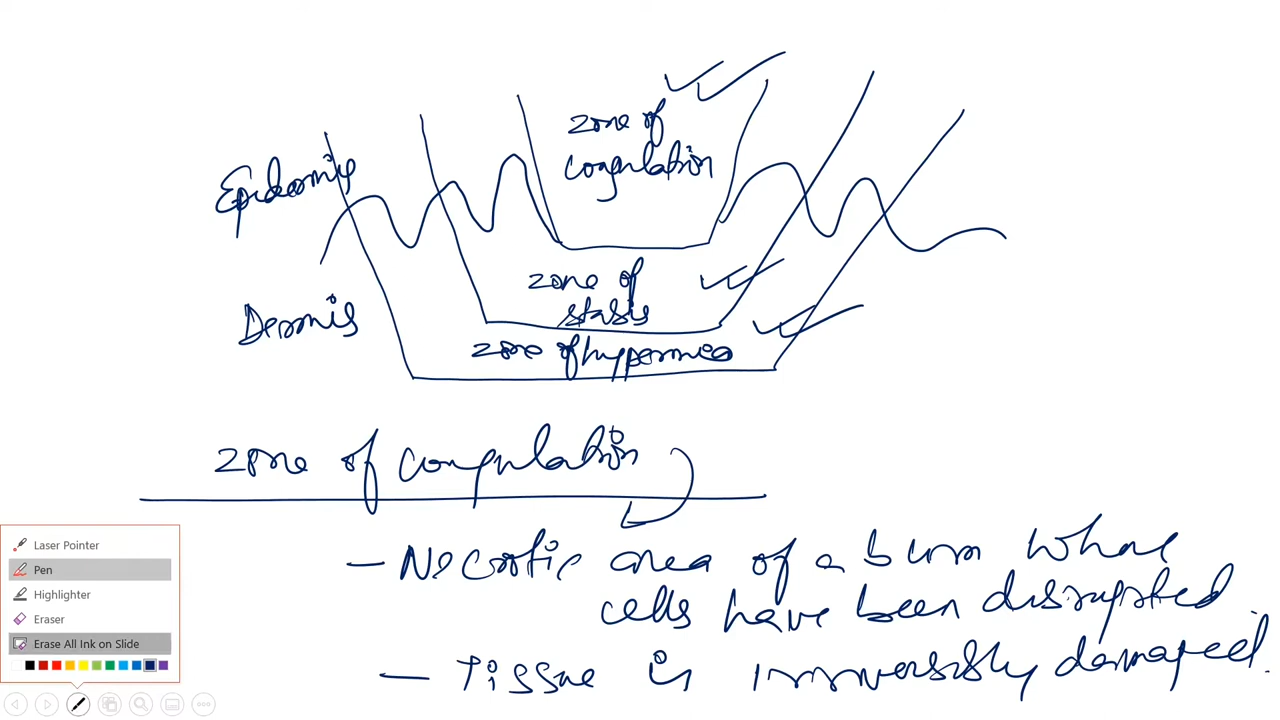 zone of
coagulation
Epidermis
zone of
stasis
Dermis
zone of hyperemia
zone of coagulation
- Necrotic area of a burn where
cells have been disrupted
- Tissue is irreversibly damaged.
Laser Pointer
Pen
Highlighter
Eraser
Erase All Ink on Slide